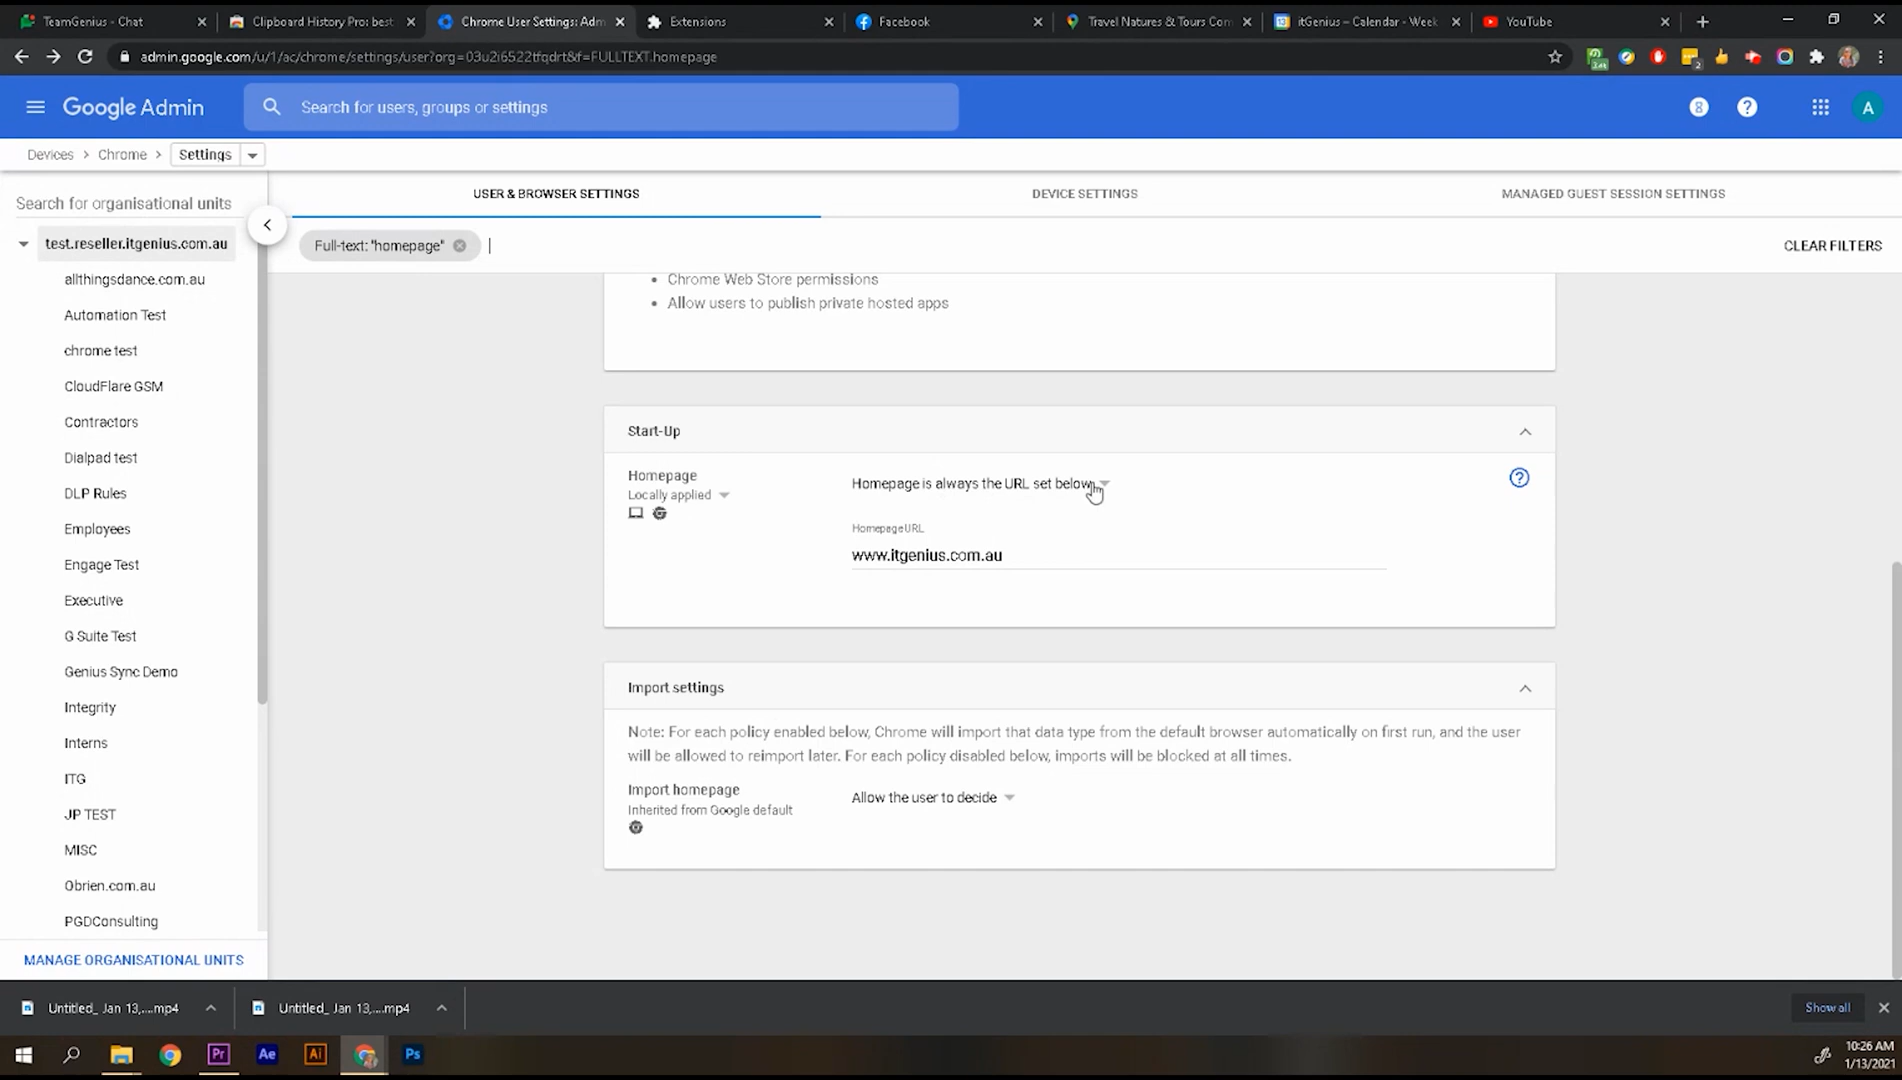 TeamGenius - Chat
Clipboard History Pro: best
Chrome User Settings: Adm
Extensions
Facebook
Travel Natures & Tours Com
itGenius – Calendar - Week
YouTube
admin.google.com/u/1/ac/chrome/settings/user?org=03u2i6522tfqdrt&f=FULLTEXT.homepage
Google Admin
Search for users, groups or settings
8
A
Devices > Chrome > Settings
Search for organisational units
USER & BROWSER SETTINGS
DEVICE SETTINGS
MANAGED GUEST SESSION SETTINGS
test.reseller.itgenius.com.au
Full-text: "homepage"
CLEAR FILTERS
allthingsdance.com.au
Automation Test
chrome test
CloudFlare GSM
Contractors
Dialpad test
DLP Rules
Employees
Engage Test
Executive
G Suite Test
Genius Sync Demo
Integrity
Interns
ITG
JP TEST
MISC
Obrien.com.au
PGDConsulting
MANAGE ORGANISATIONAL UNITS
• Chrome Web Store permissions
• Allow users to publish private hosted apps
Start-Up
Homepage
Locally applied
Homepage is always the URL set below
Homepage URL
www.itgenius.com.au
Import settings
Note: For each policy enabled below, Chrome will import that data type from the default browser automatically on first run, and the user
will be allowed to reimport later. For each policy disabled below, imports will be blocked at all times.
Import homepage
Inherited from Google default
Allow the user to decide
Untitled_ Jan 13,....mp4
Untitled_ Jan 13,....mp4
Show all
Pr
Ae
Ai
Ps
10:26 AM
1/13/2021